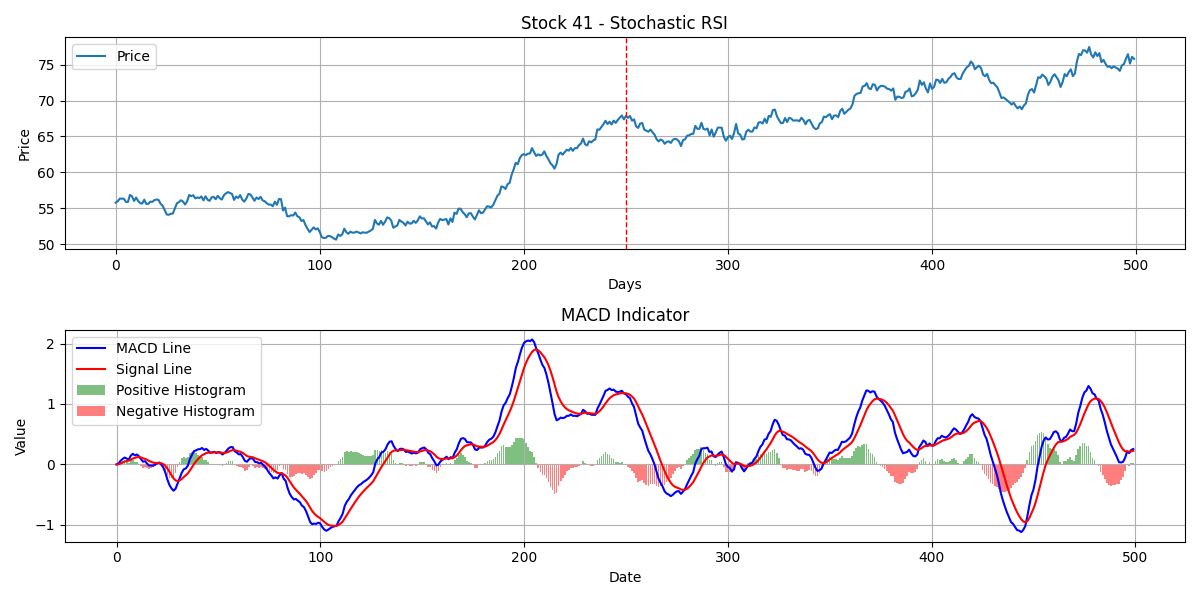 Stock 41 - Stochastic RSI
Price
75
70
65
60
55
50
Price
0 100 200 300 400 500
Days
MACD Indicator
MACD Line
Signal Line
Positive Histogram
Negative Histogram
2
1
0
−1
Value
0 100 200 300 400 500
Date